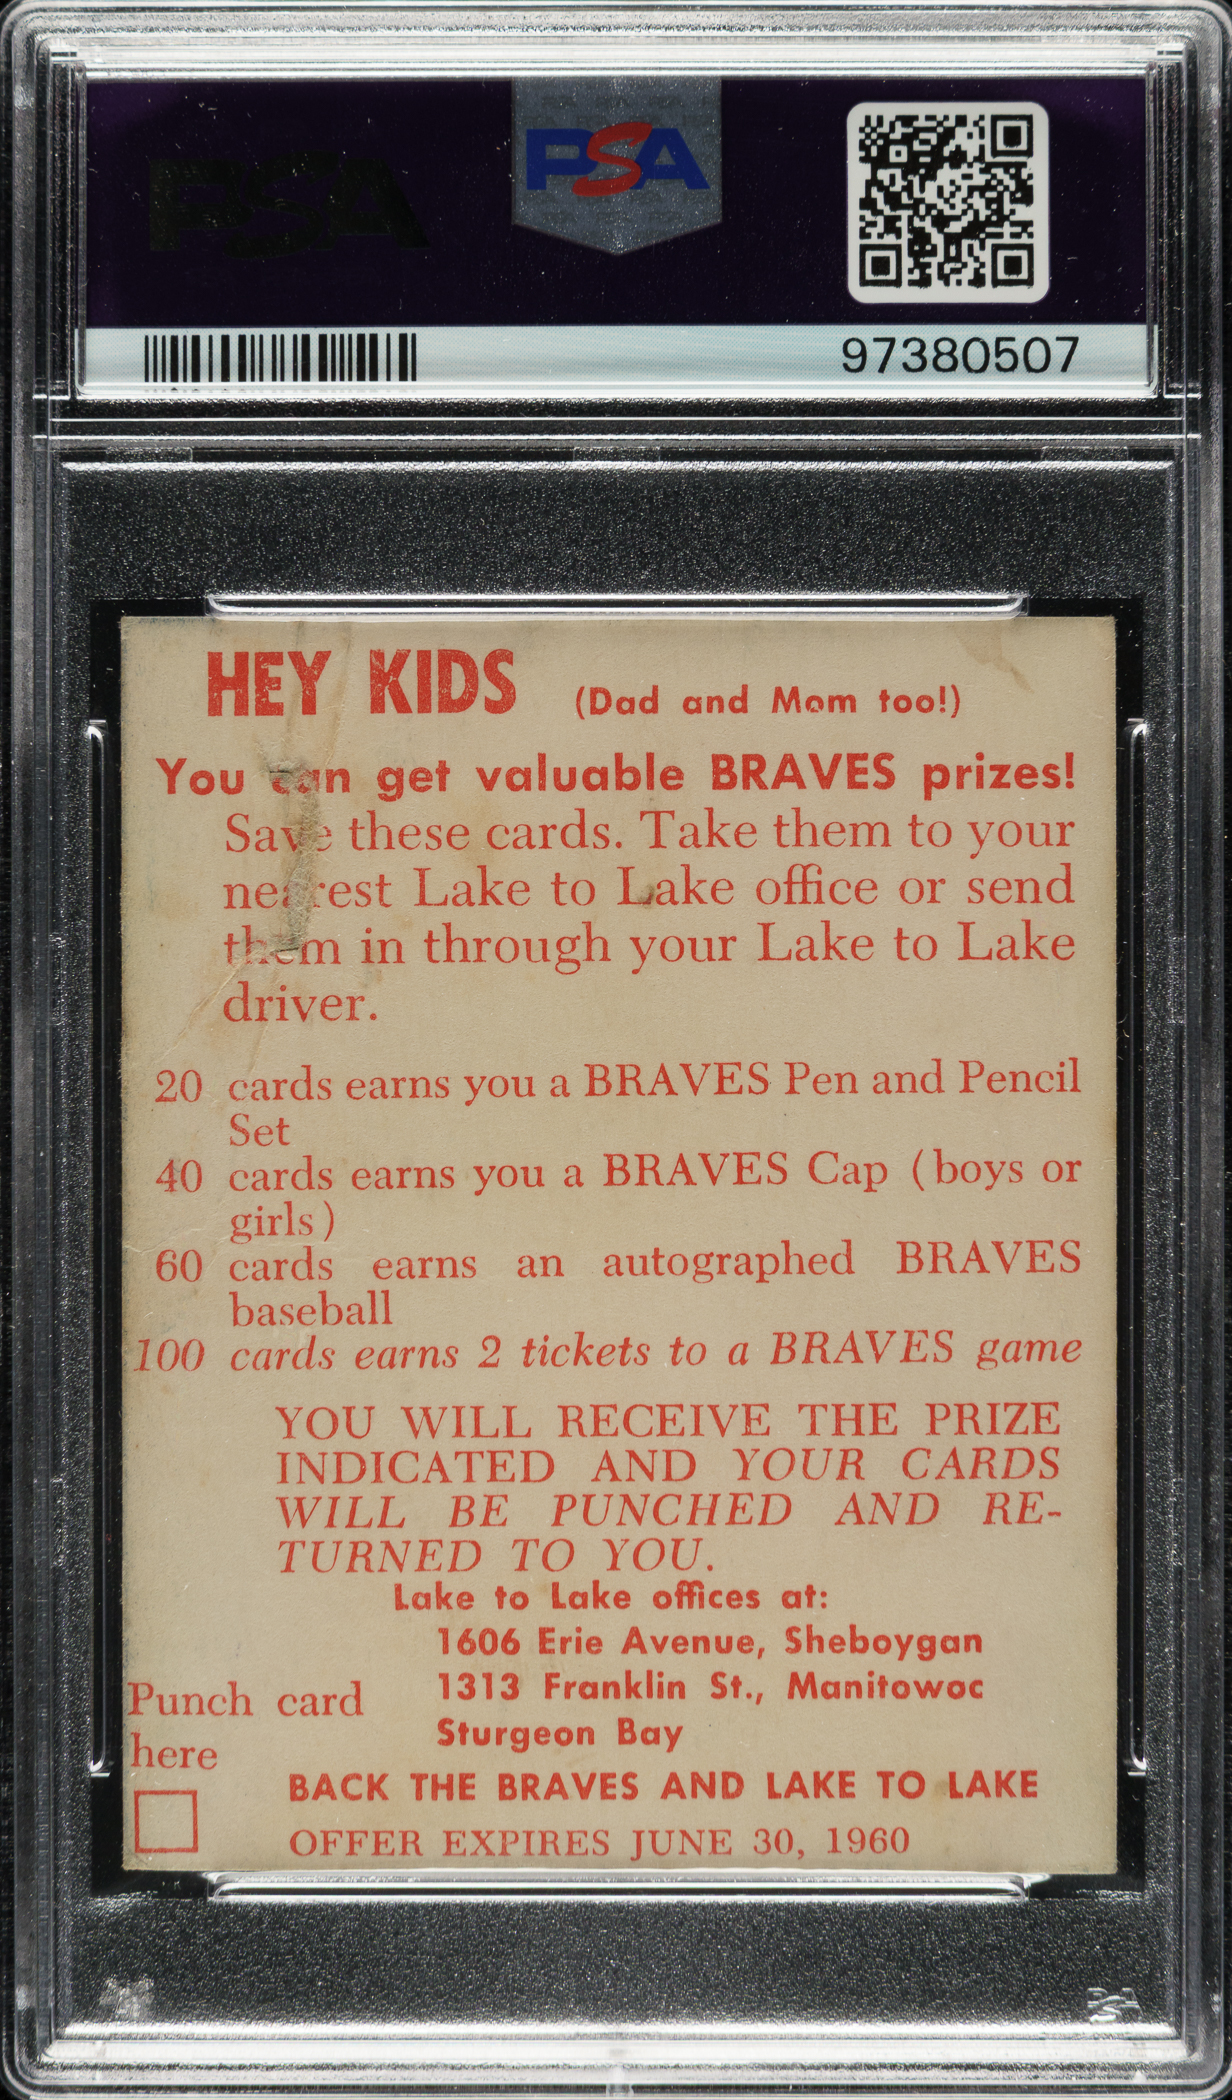 PSA
PSA
97380507
HEY KIDS (Dad and Mom too!)
You can get valuable BRAVES prizes!
Save these cards. Take them to your
nearest Lake to Lake office or send
them in through your Lake to Lake
driver.
20 cards earns you a BRAVES Pen and Pencil
Set
40 cards earns you a BRAVES Cap (boys or
girls)
60 cards earns an autographed BRAVES
baseball
100 cards earns 2 tickets to a BRAVES game
YOU WILL RECEIVE THE PRIZE
INDICATED AND YOUR CARDS
WILL BE PUNCHED AND RE-
TURNED TO YOU.
Lake to Lake offices at:
1606 Erie Avenue, Sheboygan
1313 Franklin St., Manitowoc
Sturgeon Bay
Punch card
here
BACK THE BRAVES AND LAKE TO LAKE
OFFER EXPIRES JUNE 30, 1960
PSA